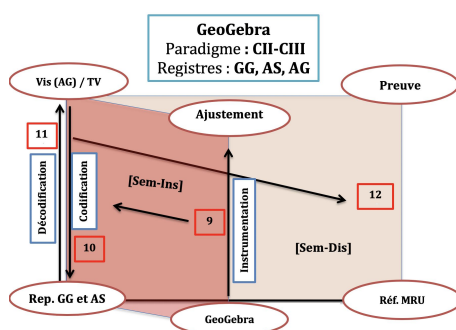 GeoGebra
Paradigme : CII-CIII
Registres : GG, AS, AG
Vis (AG) / TV
Preuve
Ajustement
11
Décodification
Codification
[Sem-Ins]
12
9
Instrumentation
10
[Sem-Dis]
Rep. GG et AS
Réf. MRU
GeoGebra